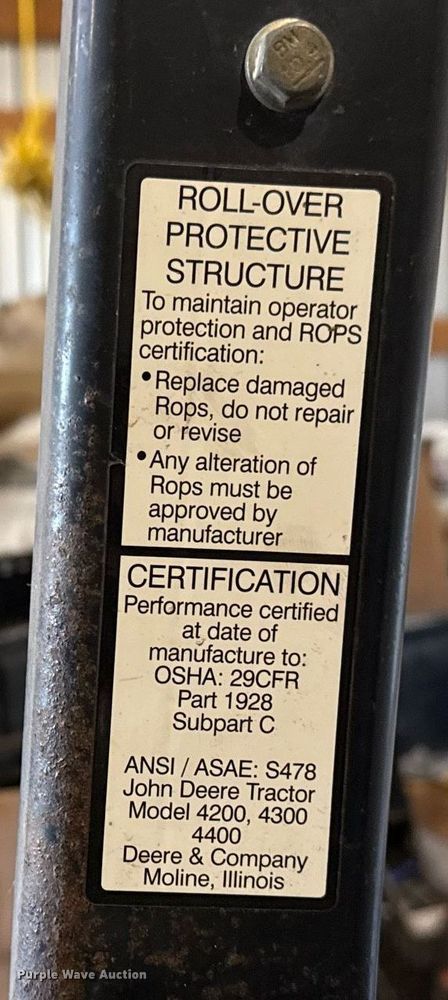 ROLL-OVER
PROTECTIVE
STRUCTURE
To maintain operator
protection and ROPS
certification:
• Replace damaged
Rops, do not repair
or revise
• Any alteration of
Rops must be
approved by
manufacturer
CERTIFICATION
Performance certified
at date of
manufacture to:
OSHA: 29CFR
Part 1928
Subpart C
ANSI / ASAE: S478
John Deere Tractor
Model 4200, 4300
4400
Deere & Company
Moline, Illinois
Purple Wave Auction